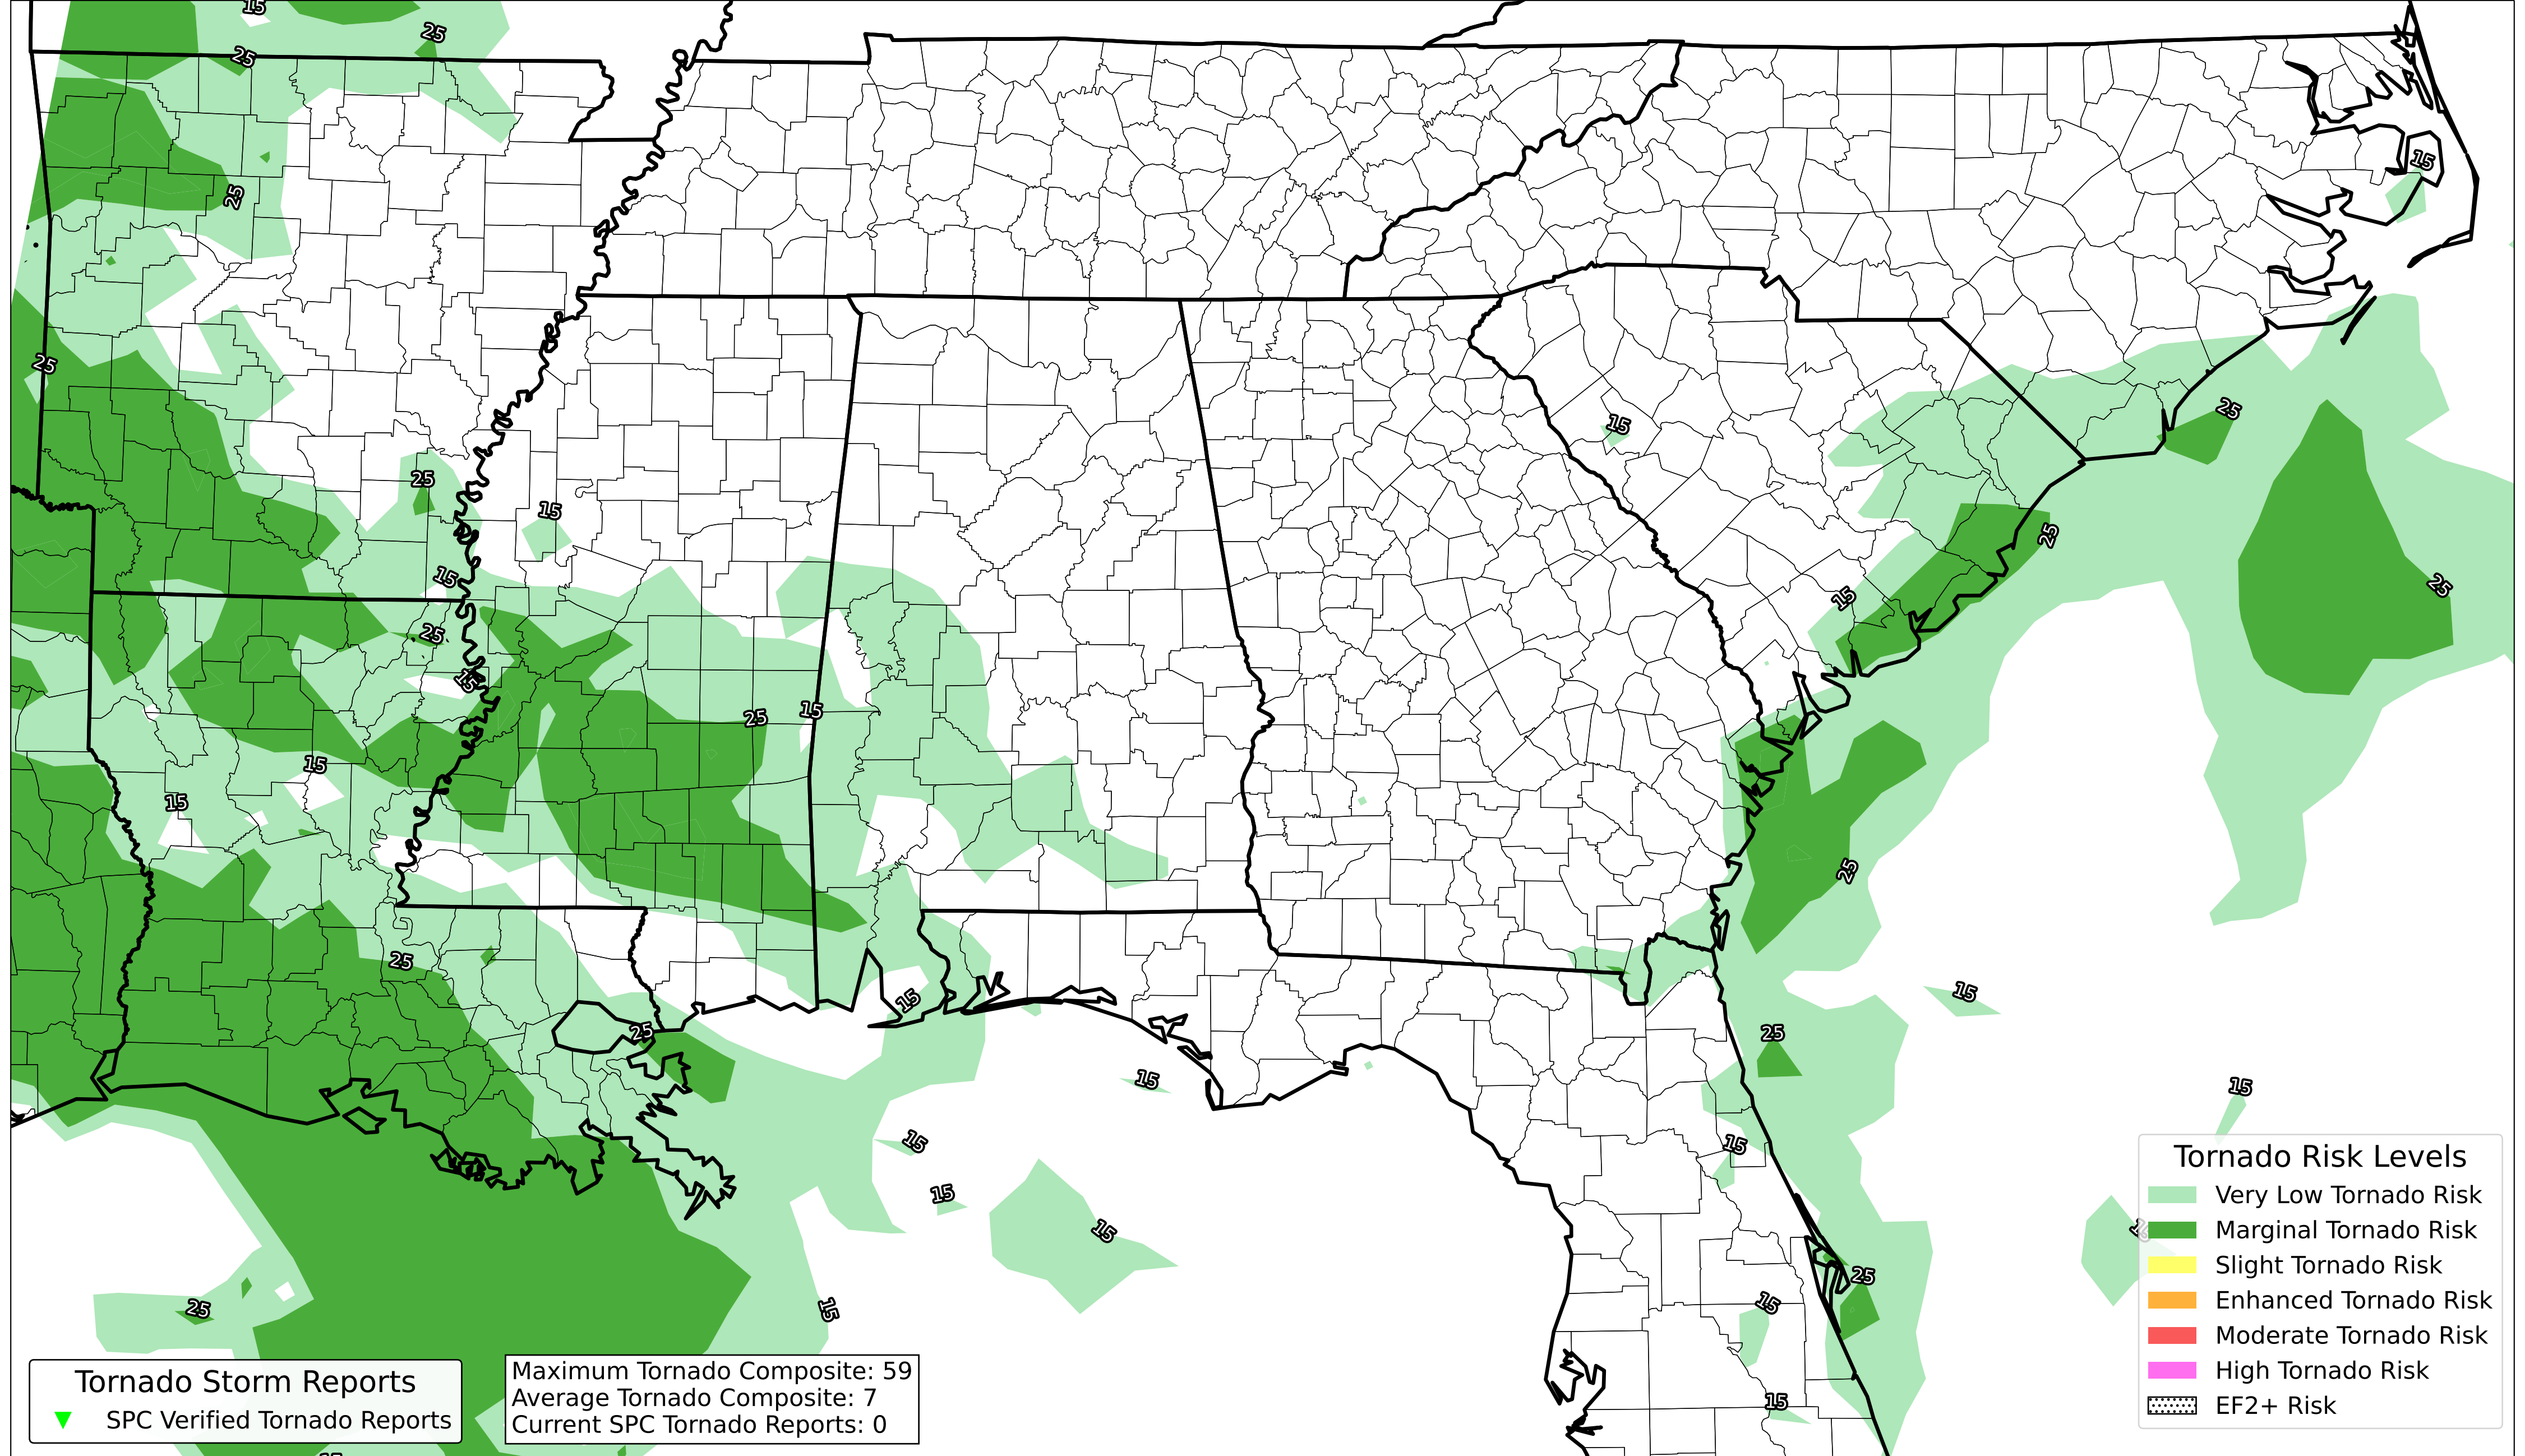 15
25
25
15
25
25
25
25
15
15
25
25
15
15
25
25
15
25
15
15
15
25
25
15
15
25
15
15
15
15
15
25
15
25
15
15
Tornado Risk Levels
Very Low Tornado Risk
Marginal Tornado Risk
Slight Tornado Risk
Enhanced Tornado Risk
Moderate Tornado Risk
High Tornado Risk
EF2+ Risk
Tornado Storm Reports
SPC Verified Tornado Reports
Maximum Tornado Composite: 59
Average Tornado Composite: 7
Current SPC Tornado Reports: 0
15